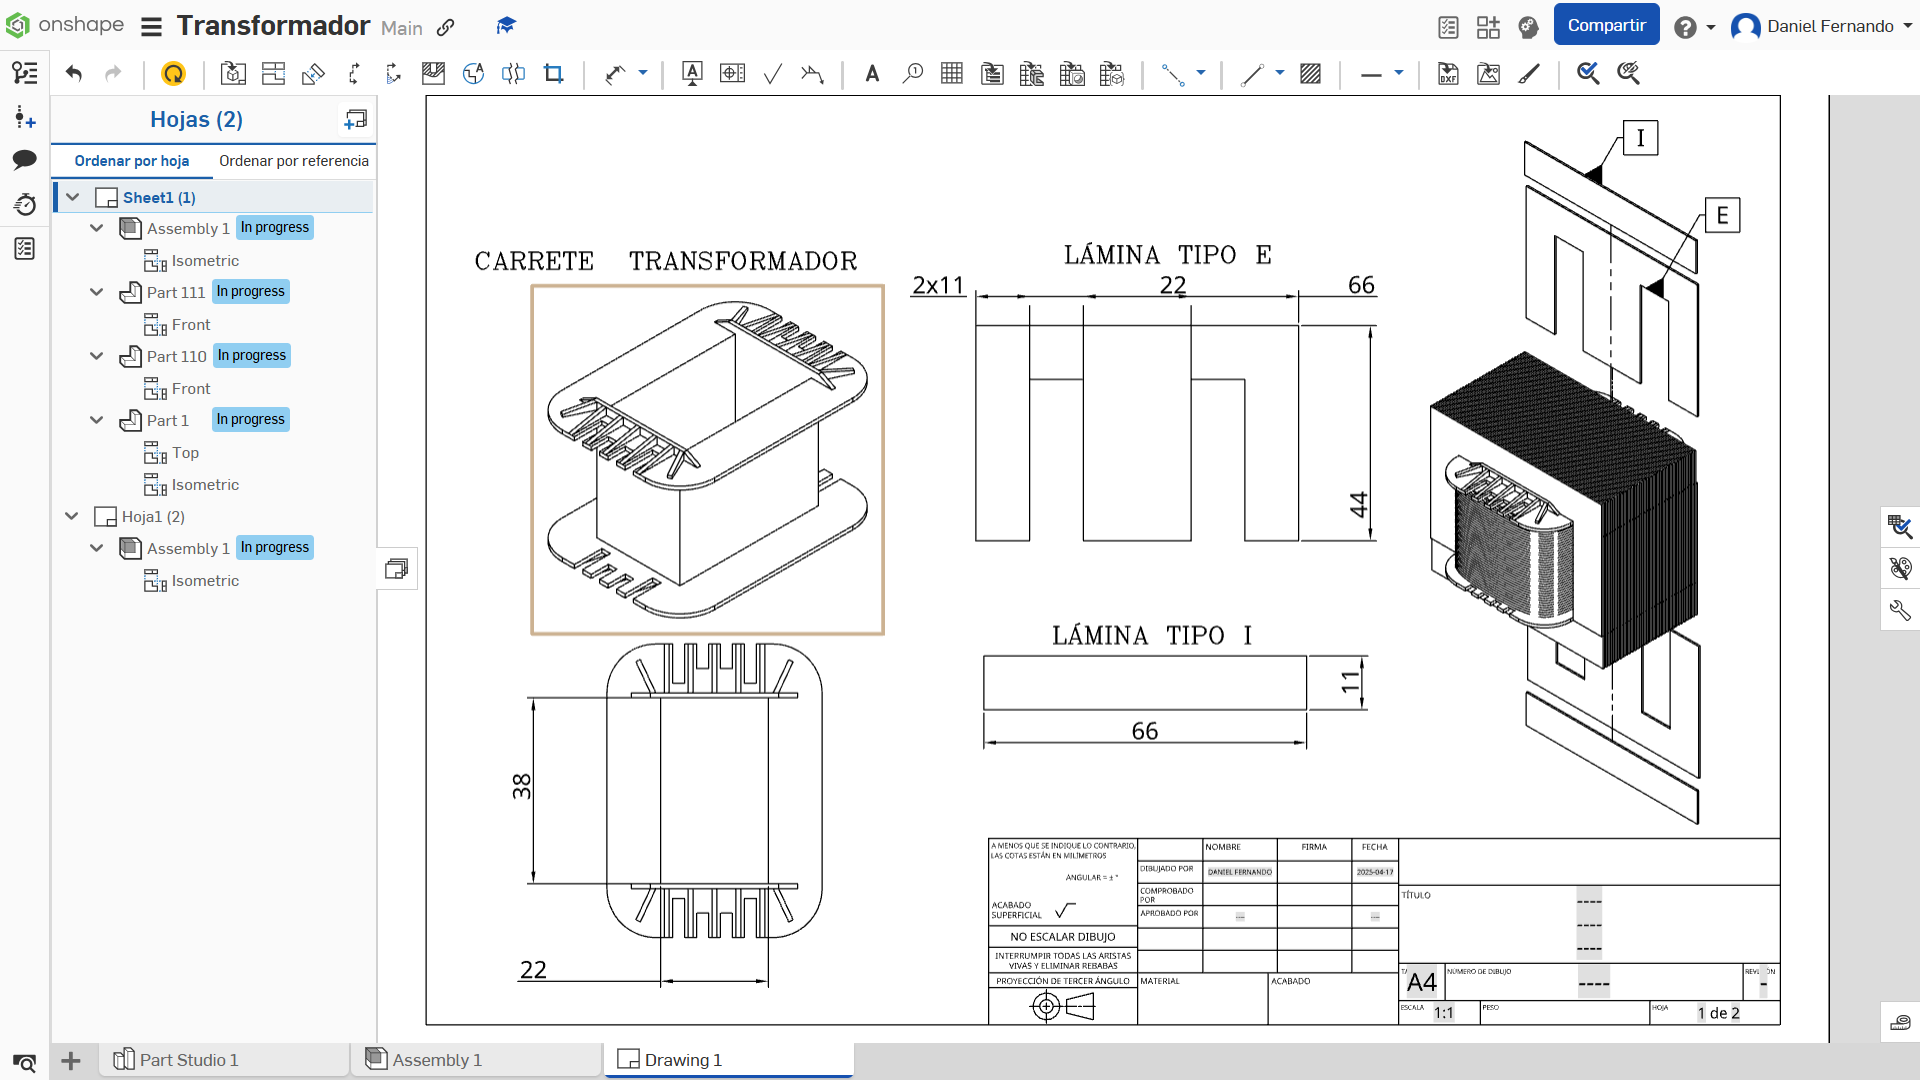 onshape
Transformador Main
Compartir
Daniel Fernando
Hojas (2)
Ordenar por hoja
Ordenar por referencia
Sheet1 (1)
Assembly 1 In progress
Isometric
Part 111 In progress
Front
Part 110 In progress
Front
Part 1 In progress
Top
Isometric
Hoja1 (2)
Assembly 1 In progress
Isometric
CARRETE TRANSFORMADOR
LÁMINA TIPO E
2x11
22
66
44
I
E
LÁMINA TIPO I
11
66
38
22
A MENOS QUE SE INDIQUE LO CONTRARIO,
LAS COTAS ESTÁN EN MILÍMETROS
ANGULAR = ± °
ACABADO
SUPERFICIAL
NO ESCALAR DIBUJO
INTERRUMPIR TODAS LAS ARISTAS
VIVAS Y ELIMINAR REBABAS
PROYECCIÓN DE TERCER ÁNGULO
NOMBRE
FIRMA
FECHA
DIBUJADO POR
DANIEL FERNANDO
2025-04-17
COMPROBADO
POR
APROBADO POR
---
---
MATERIAL
ACABADO
TÍTULO
----
----
----
A4
NÚMERO DE DIBUJO
----
-
ESCALA
1:1
PESO
HOJA
1 de 2
Part Studio 1
Assembly 1
Drawing 1